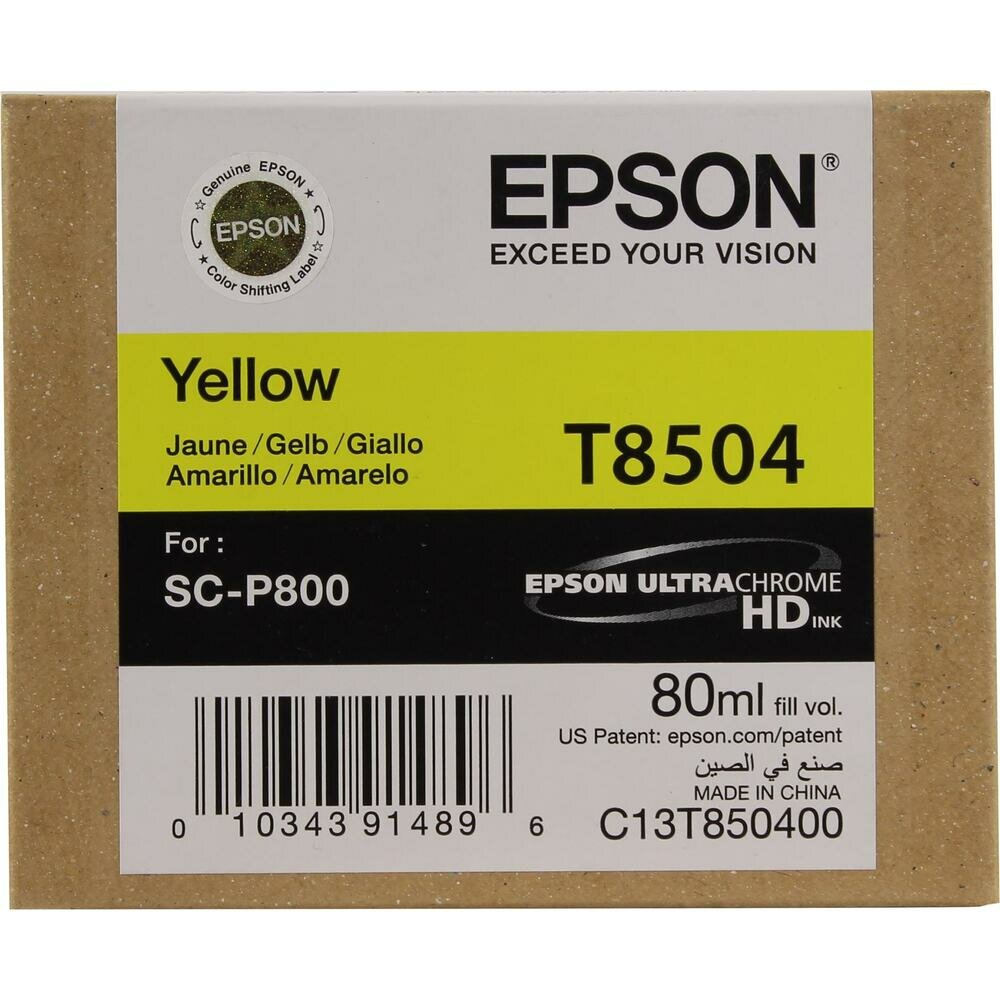 Genuine EPSON
EPSON
Color Shifting Label
EPSON®
EXCEED YOUR VISION
Yellow
Jaune/Gelb/Giallo
Amarillo/Amarelo
T8504
For :
SC-P800
EPSON ULTRACHROME
HD INK
80ml fill vol.
US Patent: epson.com/patent
صنع في الصين
MADE IN CHINA
C13T850400
0 10343 91489 6